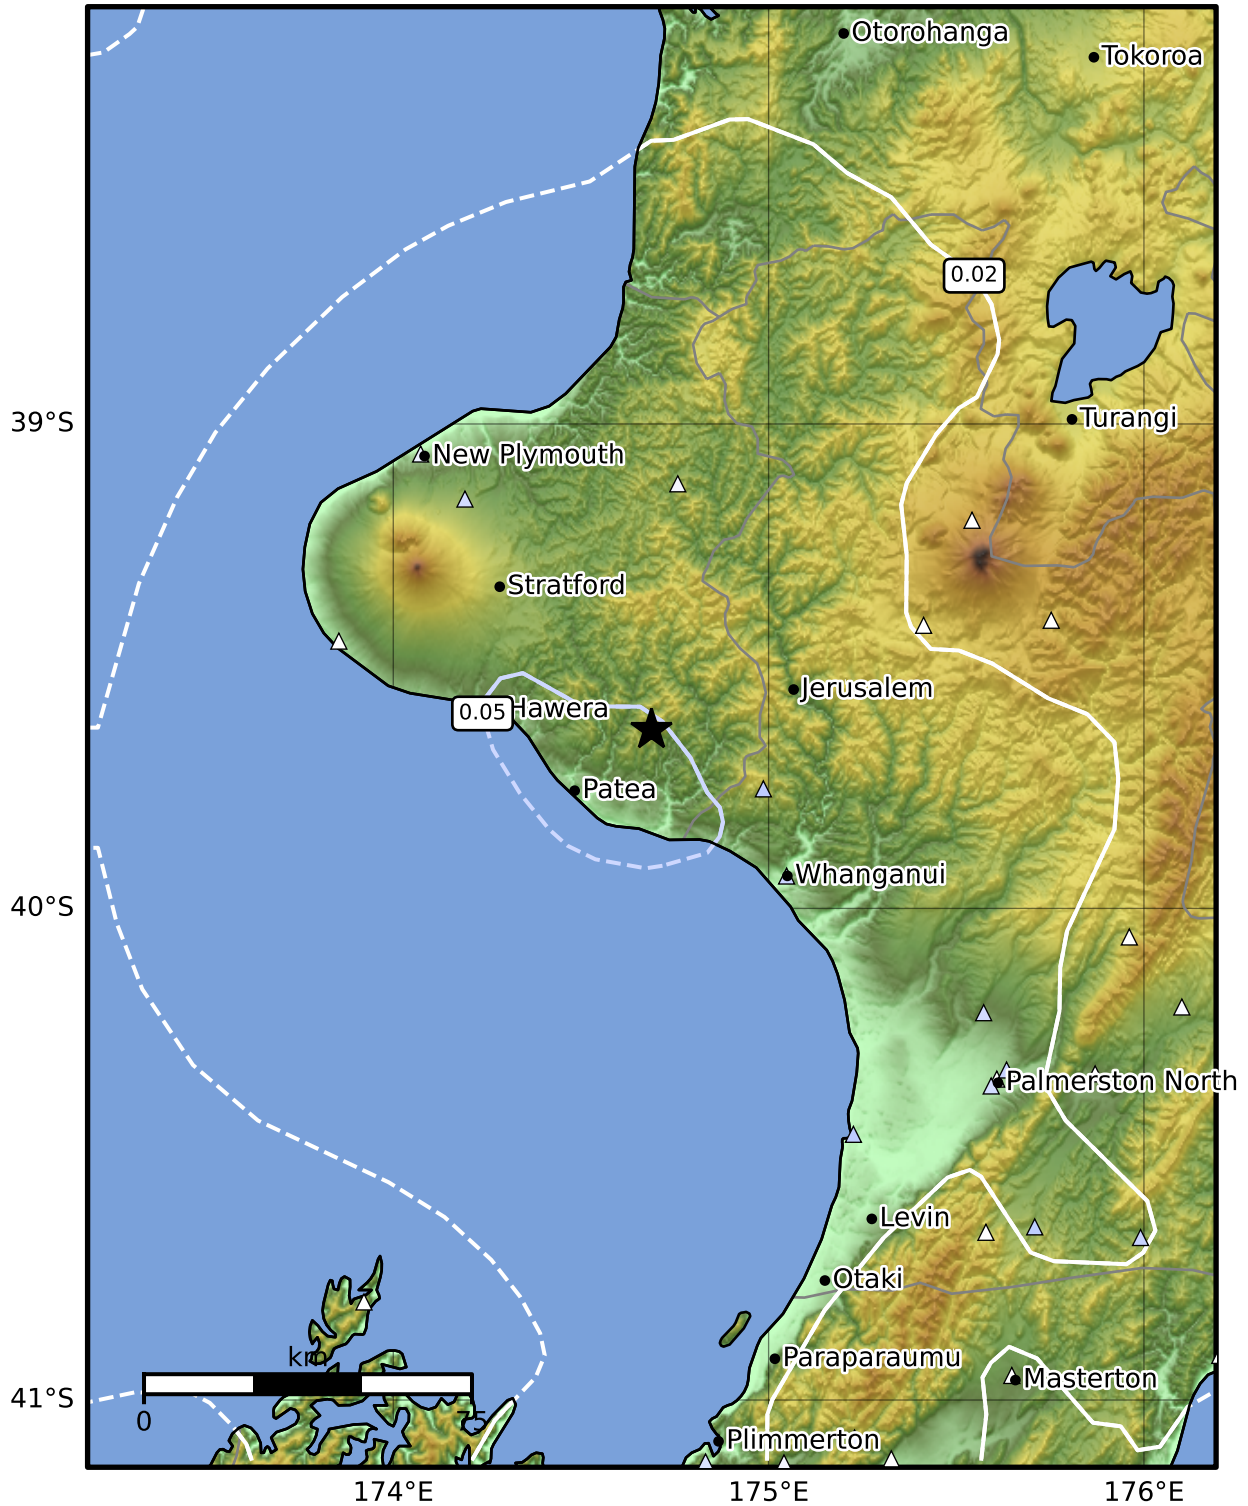 Otorohanga
Tokoroa
0.02
Turangi
39°S
New Plymouth
Stratford
Jerusalem
Hawera
0.05
Patea
Whanganui
40°S
Palmerston North
Levin
Otaki
km
Paraparaumu
Masterton
41°S
0
75
Plimmerton
174°E
175°E
176°E